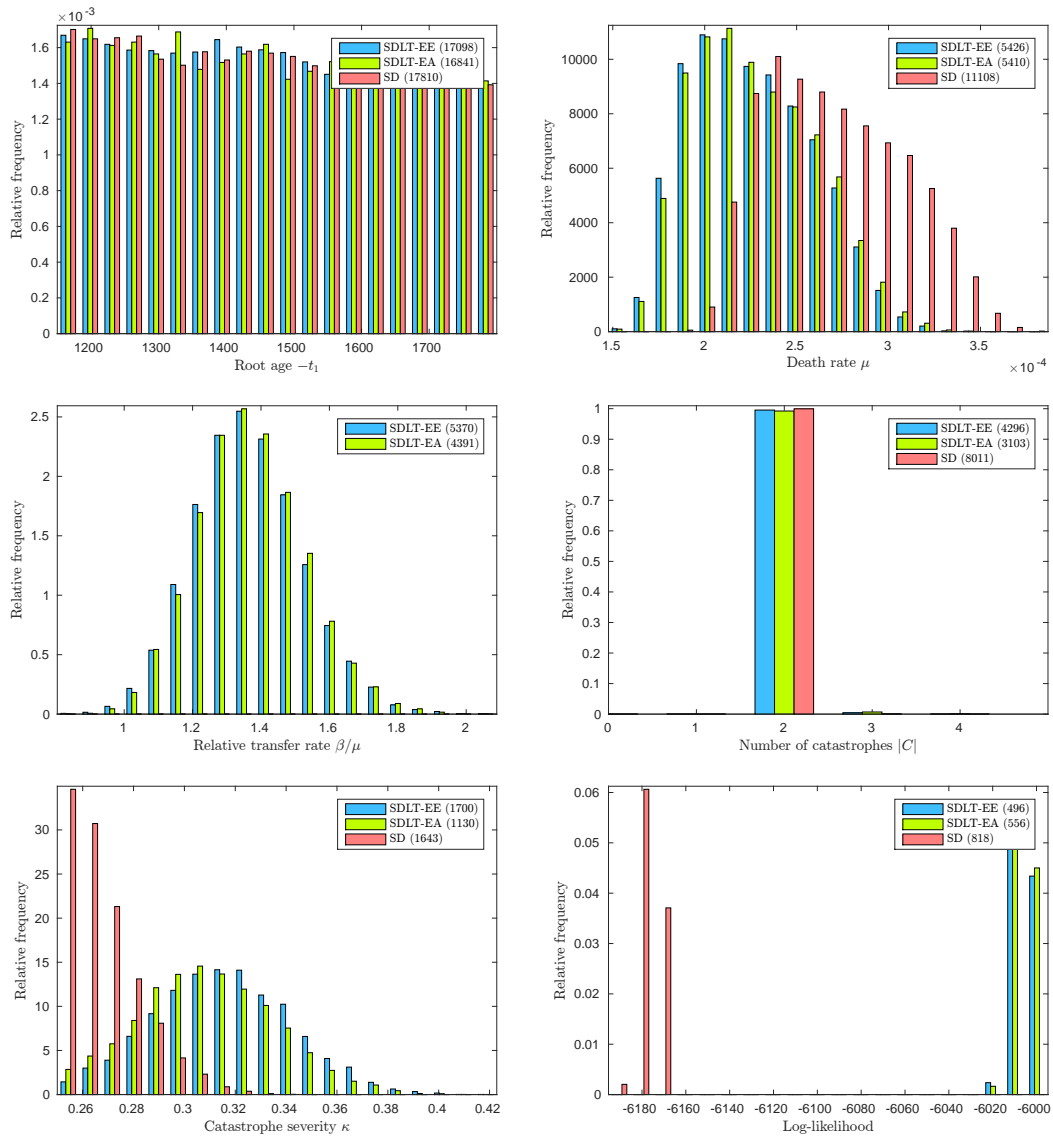 ×10⁻³
1.6
1.4
1.2
1
0.8
0.6
0.4
0.2
0
Relative frequency
SDLT-EE (17098)
SDLT-EA (16841)
SD (17810)
1200 1300 1400 1500 1600 1700
Root age −t₁
10000
8000
6000
4000
2000
0
Relative frequency
SDLT-EE (5426)
SDLT-EA (5410)
SD (11108)
1.5 2 2.5 3 3.5
×10⁻⁴
Death rate μ
2.5
2
1.5
1
0.5
0
Relative frequency
SDLT-EE (5370)
SDLT-EA (4391)
1 1.2 1.4 1.6 1.8 2
Relative transfer rate β/μ
1
0.9
0.8
0.7
0.6
0.5
0.4
0.3
0.2
0.1
0
Relative frequency
SDLT-EE (4296)
SDLT-EA (3103)
SD (8011)
0 1 2 3 4
Number of catastrophes |C|
30
25
20
15
10
5
0
Relative frequency
SDLT-EE (1700)
SDLT-EA (1130)
SD (1643)
0.26 0.28 0.3 0.32 0.34 0.36 0.38 0.4 0.42
Catastrophe severity κ
0.06
0.05
0.04
0.03
0.02
0.01
0
Relative frequency
SDLT-EE (496)
SDLT-EA (556)
SD (818)
-6180 -6160 -6140 -6120 -6100 -6080 -6060 -6040 -6020 -6000
Log-likelihood